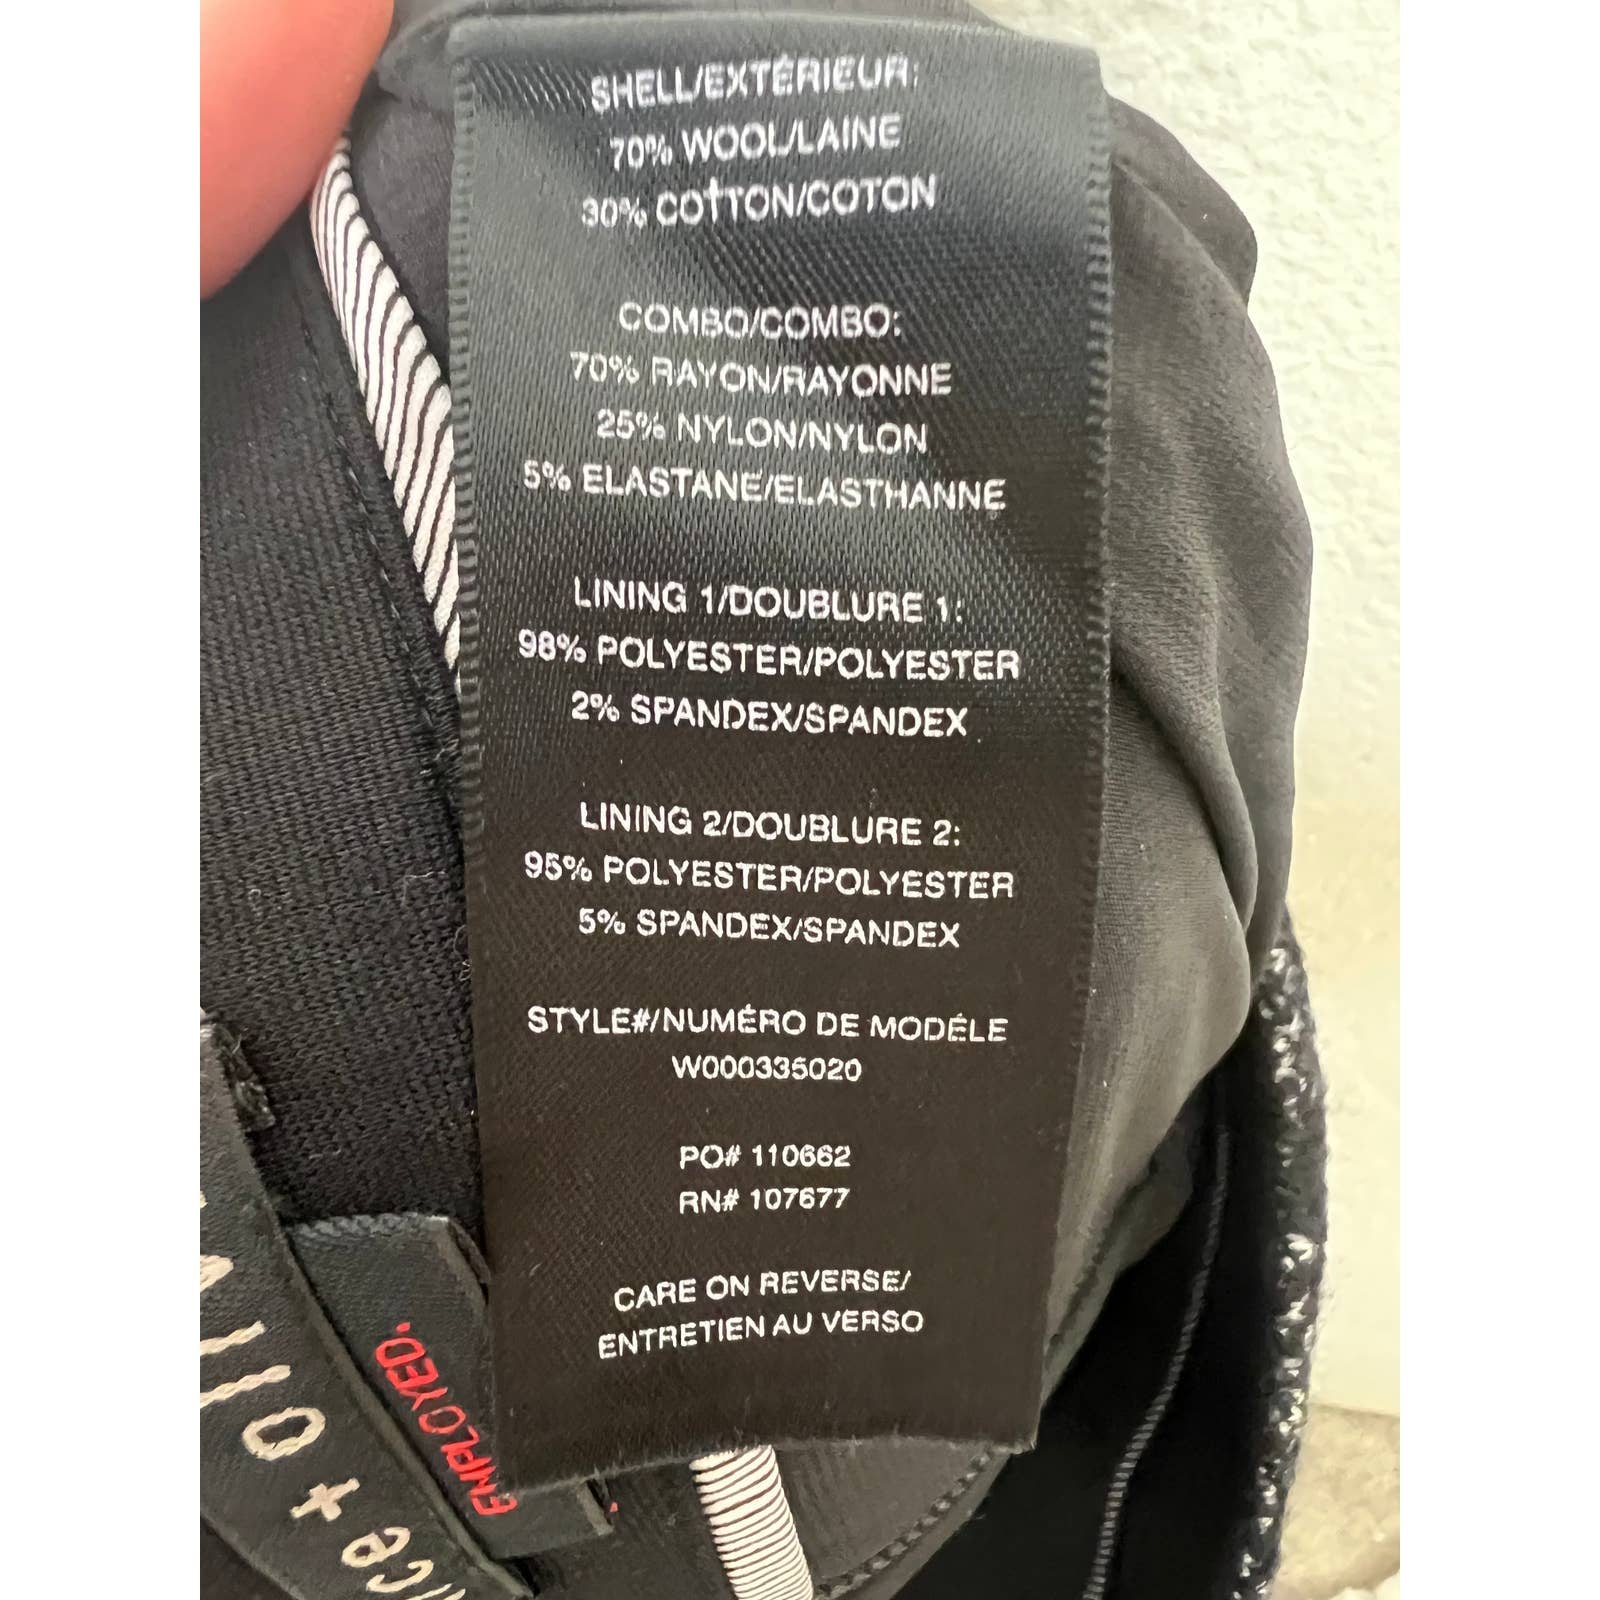 SHELL/EXTÉRIEUR:
70% WOOL/LAINE
30% COTTON/COTON
COMBO/COMBO:
70% RAYON/RAYONNE
25% NYLON/NYLON
5% ELASTANE/ELASTHANNE
LINING 1/DOUBLURE 1:
98% POLYESTER/POLYESTER
2% SPANDEX/SPANDEX
LINING 2/DOUBLURE 2:
95% POLYESTER/POLYESTER
5% SPANDEX/SPANDEX
STYLE#/NUMÉRO DE MODÉLE
W000335020
PO# 110662
RN# 107677
CARE ON REVERSE/
ENTRETIEN AU VERSO
EMPLOYED.